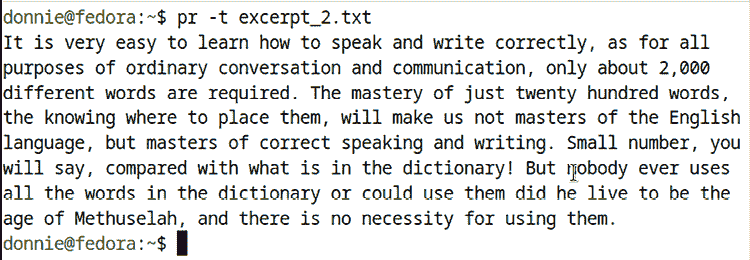 donnie@fedora:~$ pr -t excerpt_2.txt
It is very easy to learn how to speak and write correctly, as for all
purposes of ordinary conversation and communication, only about 2,000
different words are required. The mastery of just twenty hundred words,
the knowing where to place them, will make us not masters of the English
language, but masters of correct speaking and writing. Small number, you
will say, compared with what is in the dictionary! But nobody ever uses
all the words in the dictionary or could use them did he live to be the
age of Methuselah, and there is no necessity for using them.
donnie@fedora:~$